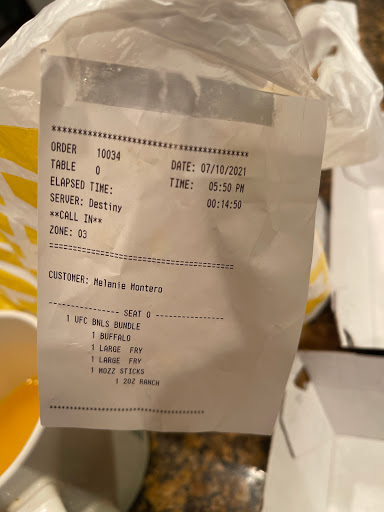 ****************************************
ORDER 10034
TABLE 0 DATE: 07/10/2021
ELAPSED TIME: TIME: 05:50 PM
SERVER: Destiny 00:14:50
**CALL IN**
ZONE: 03
========================================
CUSTOMER: Melanie Montero
--------------- SEAT 0 ---------------
1 UFC BNLS BUNDLE
1 BUFFALO
1 LARGE FRY
1 LARGE FRY
1 MOZZ STICKS
1 2OZ RANCH
****************************************